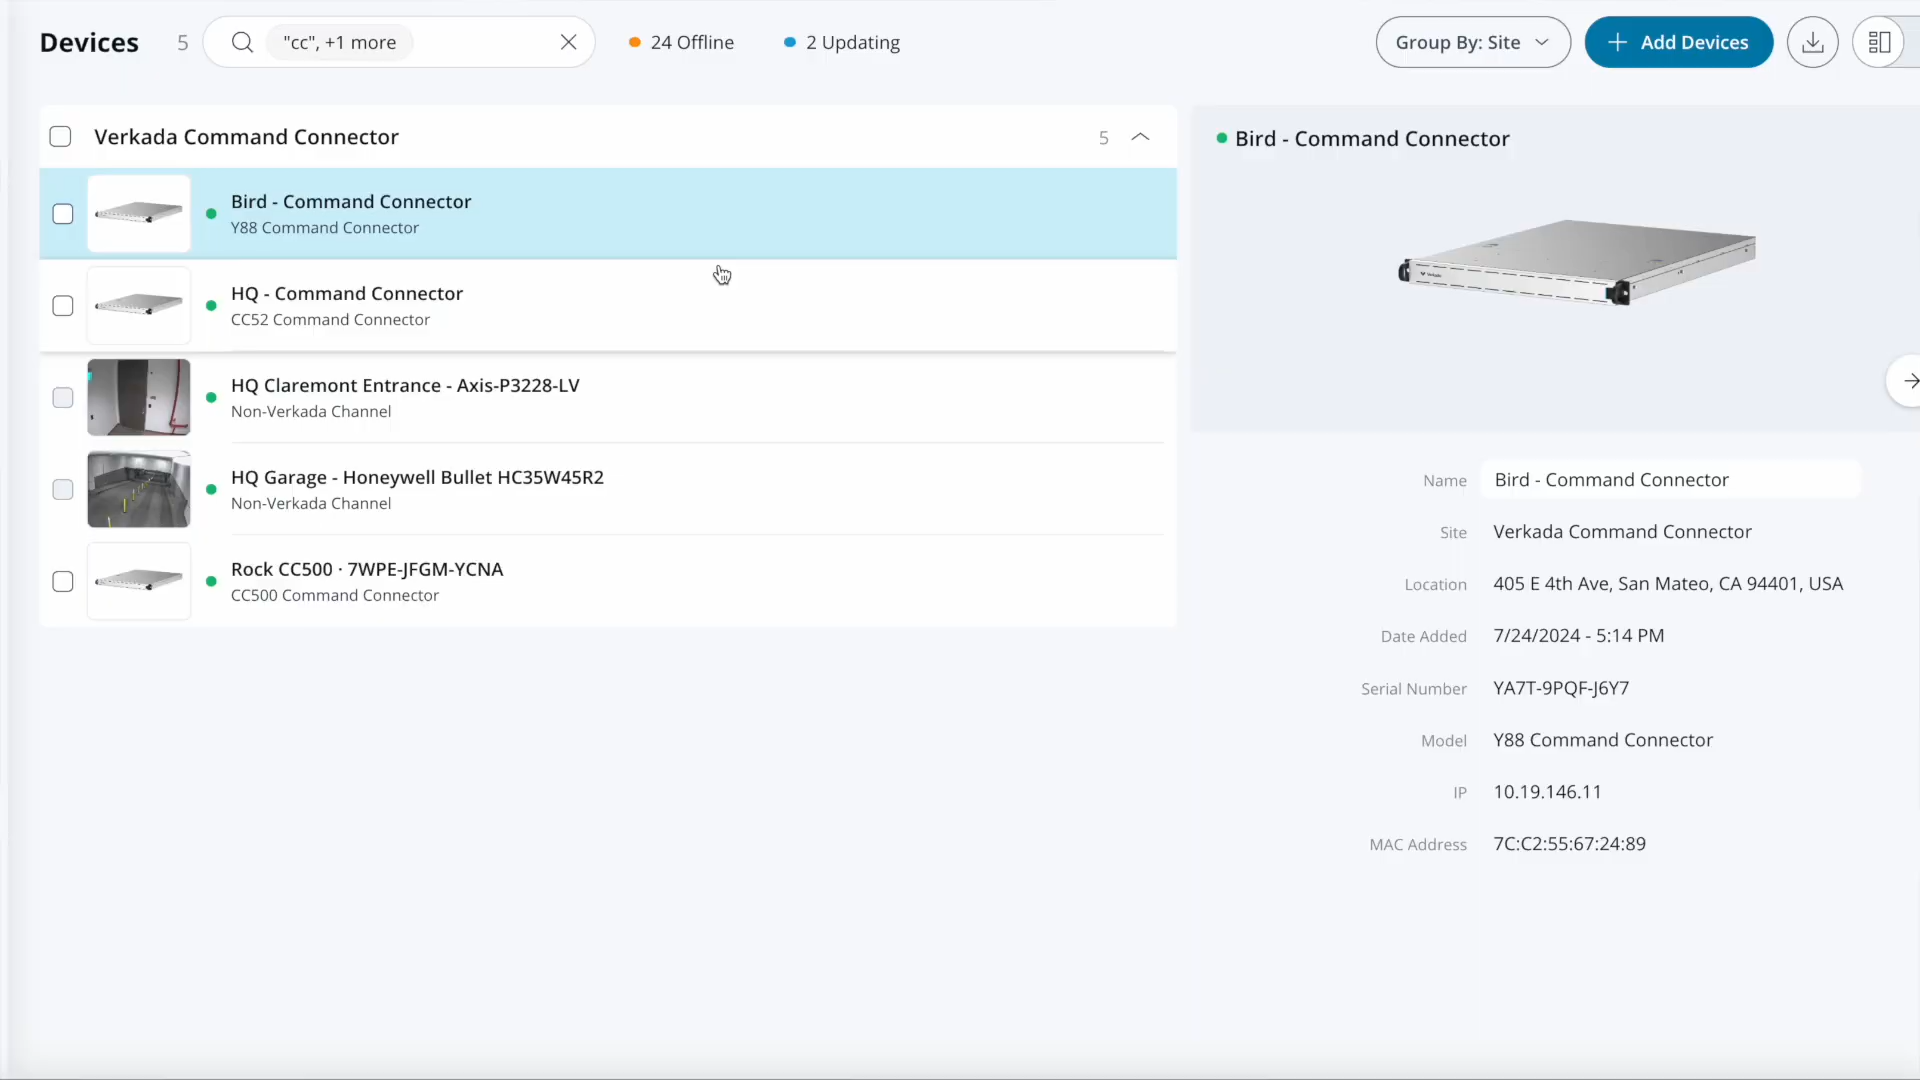 Devices 5 "cc", +1 more 24 Offline 2 Updating Group By: Site Add Devices
Verkada Command Connector 5
Bird - Command Connector
Y88 Command Connector
HQ - Command Connector
CC52 Command Connector
HQ Claremont Entrance - Axis-P3228-LV
Non-Verkada Channel
HQ Garage - Honeywell Bullet HC35W45R2
Non-Verkada Channel
Rock CC500 · 7WPE-JFGM-YCNA
CC500 Command Connector
Bird - Command Connector
Verkada
Name Bird - Command Connector
Site Verkada Command Connector
Location 405 E 4th Ave, San Mateo, CA 94401, USA
Date Added 7/24/2024 - 5:14 PM
Serial Number YA7T-9PQF-J6Y7
Model Y88 Command Connector
IP 10.19.146.11
MAC Address 7C:C2:55:67:24:89